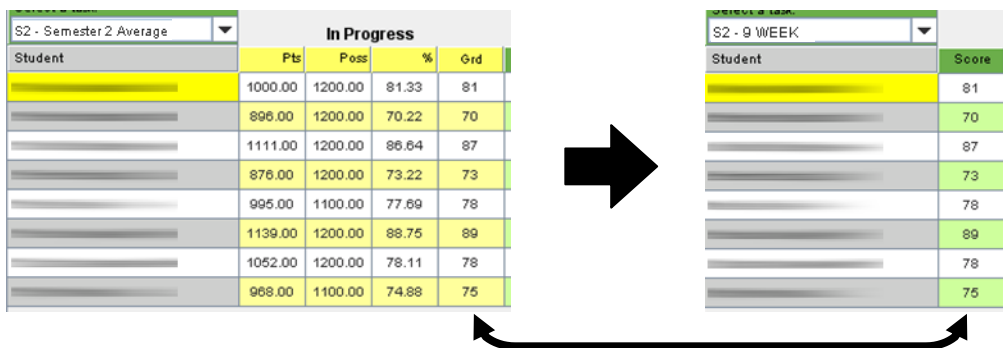 S2 - Semester 2 Average
In Progress
Student Pts Poss % Grd
1000.00 1200.00 81.33 81
896.00 1200.00 70.22 70
1111.00 1200.00 86.64 87
876.00 1200.00 73.22 73
995.00 1100.00 77.69 78
1139.00 1200.00 88.75 89
1052.00 1200.00 78.11 78
968.00 1100.00 74.88 75
S2 - 9 WEEK
Student Score
81
70
87
73
78
89
78
75